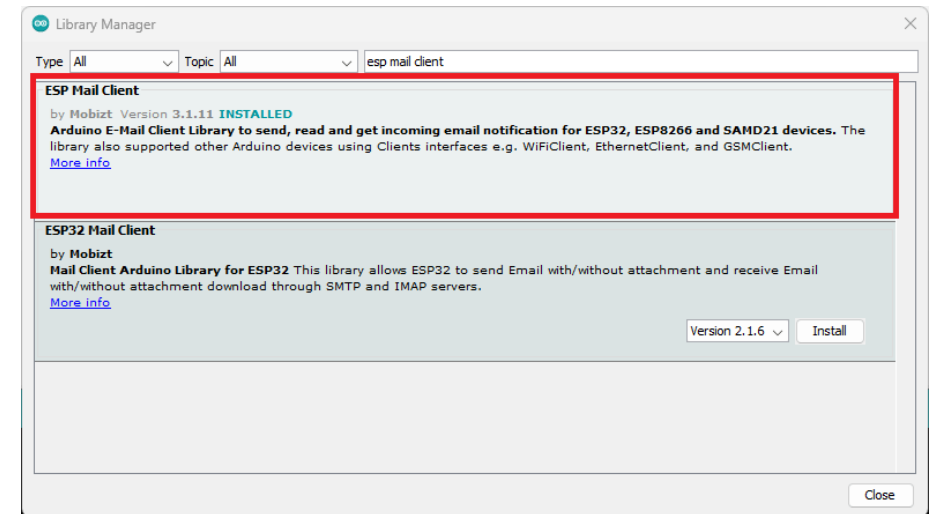 Library Manager
Type All Topic All esp mail client
ESP Mail Client
by Mobizt Version 3.1.11 INSTALLED
Arduino E-Mail Client Library to send, read and get incoming email notification for ESP32, ESP8266 and SAMD21 devices. The
library also supported other Arduino devices using Clients interfaces e.g. WiFiClient, EthernetClient, and GSMClient.
More info
ESP32 Mail Client
by Mobizt
Mail Client Arduino Library for ESP32 This library allows ESP32 to send Email with/without attachment and receive Email
with/without attachment download through SMTP and IMAP servers.
More info
Version 2.1.6 Install
Close